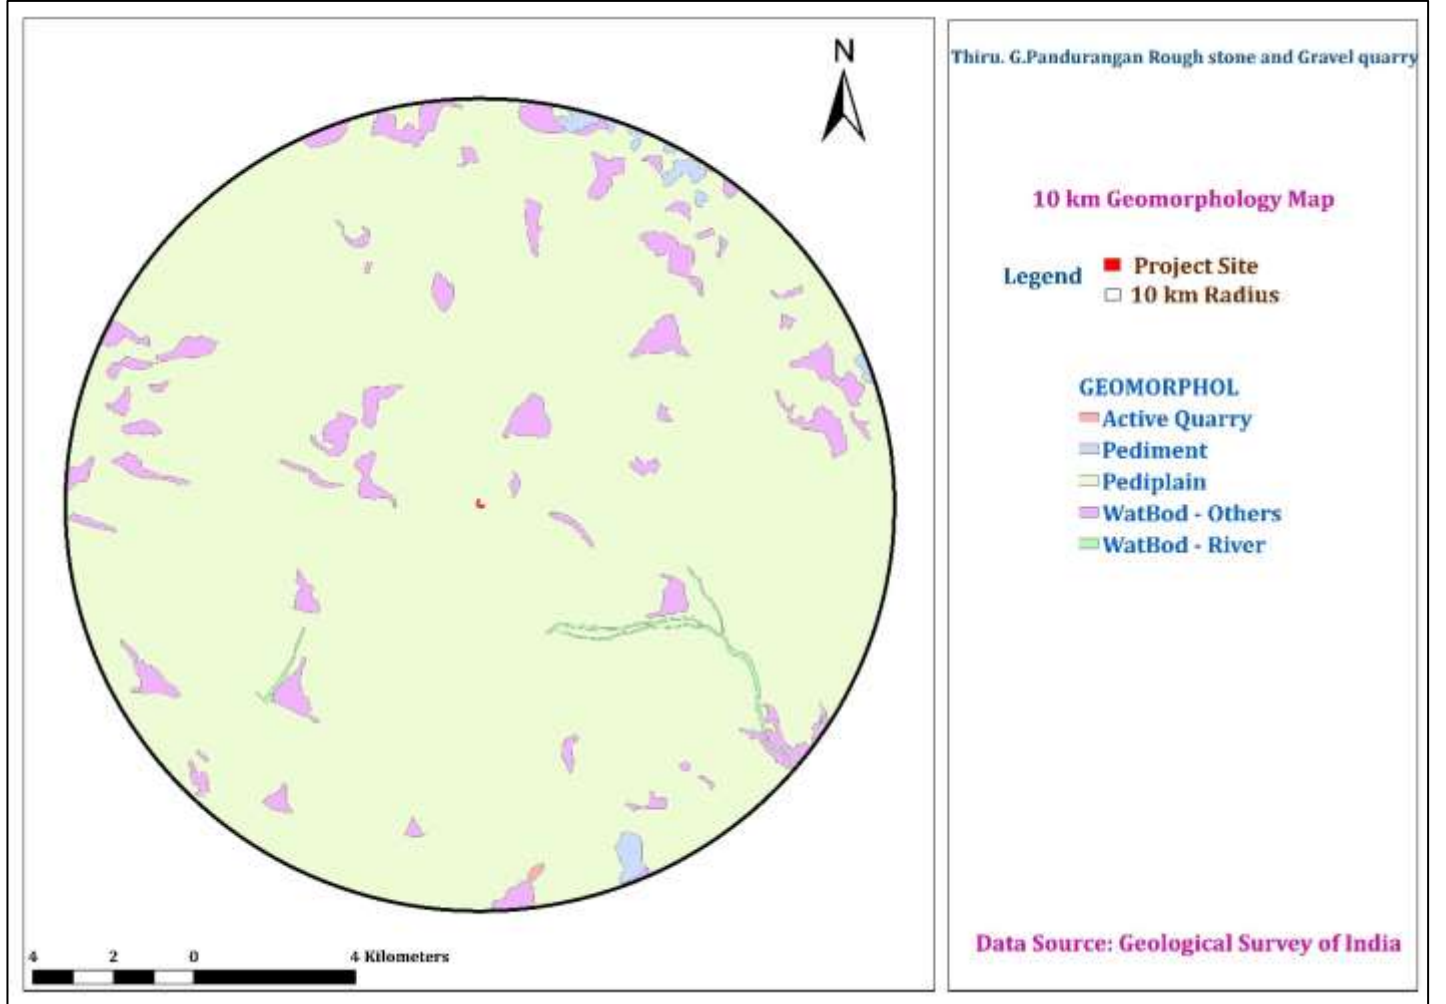 N
4 2 0 4 Kilometers
Thiru. G.Pandurangan Rough stone and Gravel quarry
10 km Geomorphology Map
Legend
Project Site
10 km Radius
GEOMORPHOL
Active Quarry
Pediment
Pediplain
WatBod - Others
WatBod - River
Data Source: Geological Survey of India